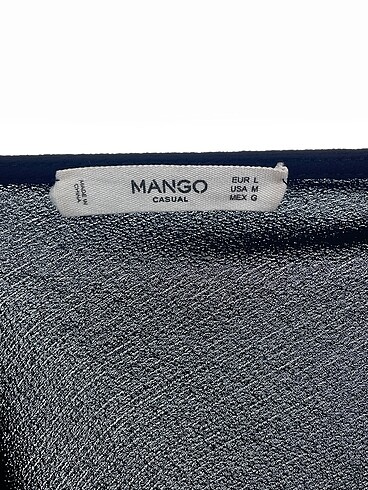 MADE IN
CHINA
MANGO
CASUAL
EUR L
USA M
MEX G